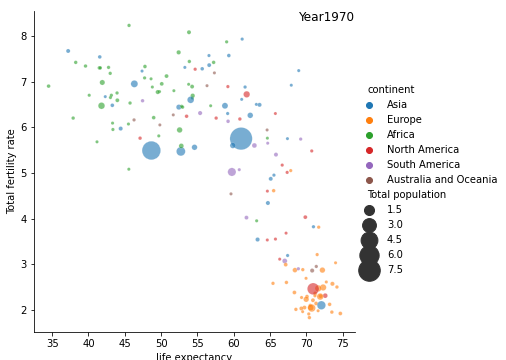 Year1970
8
7
6
5
4
3
2
Total fertility rate
35 40 45 50 55 60 65 70 75
life expectancy
continent
Asia
Europe
Africa
North America
South America
Australia and Oceania
Total population
1.5
3.0
4.5
6.0
7.5